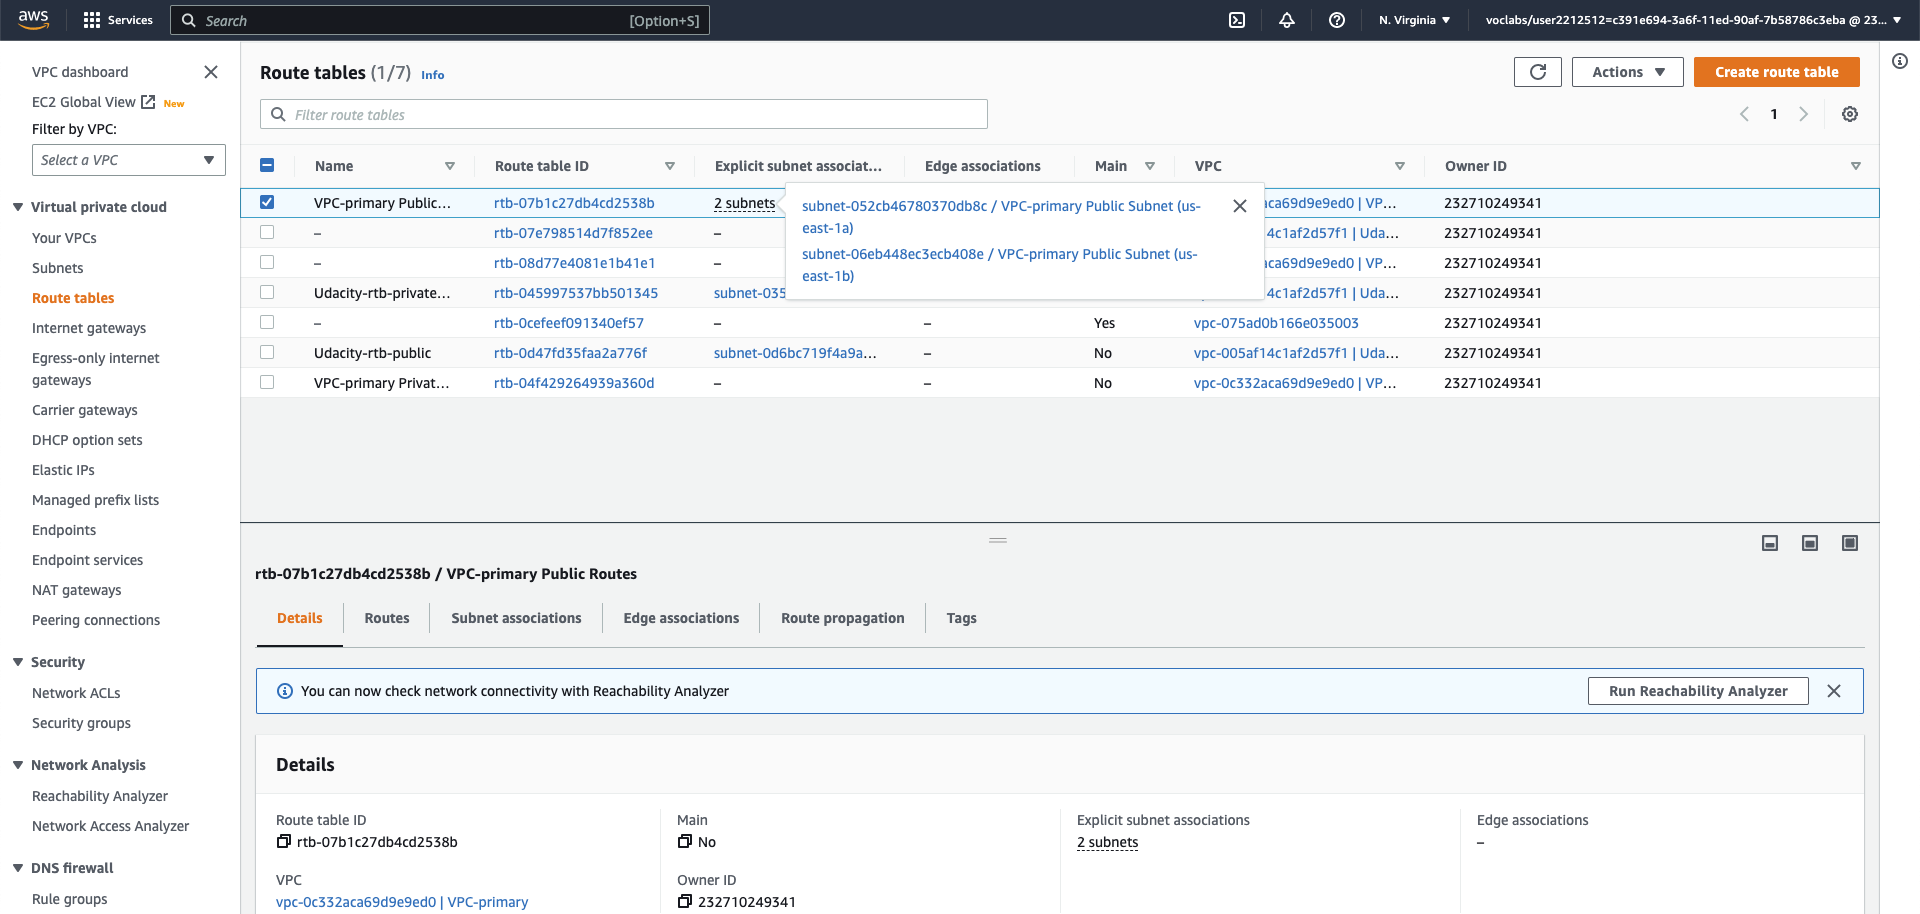 aws
Services
Search
[Option+S]
N. Virginia
voclabs/user2212512=c391e694-3a6f-11ed-90af-7b58786c3eba @ 23...
VPC dashboard
EC2 Global View
New
Filter by VPC:
Select a VPC
Virtual private cloud
Your VPCs
Subnets
Route tables
Internet gateways
Egress-only internet
gateways
Carrier gateways
DHCP option sets
Elastic IPs
Managed prefix lists
Endpoints
Endpoint services
NAT gateways
Peering connections
Security
Network ACLs
Security groups
Network Analysis
Reachability Analyzer
Network Access Analyzer
DNS firewall
Rule groups
Route tables (1/7) Info
Actions
Create route table
Filter route tables
1
Name Route table ID Explicit subnet associat... Edge associations Main VPC Owner ID
VPC-primary Public... rtb-07b1c27db4cd2538b 2 subnets aca69d9e9ed0 | VP... 232710249341
– rtb-07e798514d7f852ee – 4c1af2d57f1 | Uda... 232710249341
– rtb-08d77e4081e1b41e1 – aca69d9e9ed0 | VP... 232710249341
Udacity-rtb-private... rtb-045997537bb501345 subnet-035 4c1af2d57f1 | Uda... 232710249341
– rtb-0cefeef091340ef57 – – Yes vpc-075ad0b166e035003 232710249341
Udacity-rtb-public rtb-0d47fd35faa2a776f subnet-0d6bc719f4a9a... – No vpc-005af14c1af2d57f1 | Uda... 232710249341
VPC-primary Privat... rtb-04f429264939a360d – – No vpc-0c332aca69d9e9ed0 | VP... 232710249341
subnet-052cb46780370db8c / VPC-primary Public Subnet (us-
east-1a)
subnet-06eb448ec3ecb408e / VPC-primary Public Subnet (us-
east-1b)
rtb-07b1c27db4cd2538b / VPC-primary Public Routes
Details Routes Subnet associations Edge associations Route propagation Tags
You can now check network connectivity with Reachability Analyzer
Run Reachability Analyzer
Details
Route table ID
rtb-07b1c27db4cd2538b
Main
No
Explicit subnet associations
2 subnets
Edge associations
–
VPC
vpc-0c332aca69d9e9ed0 | VPC-primary
Owner ID
232710249341